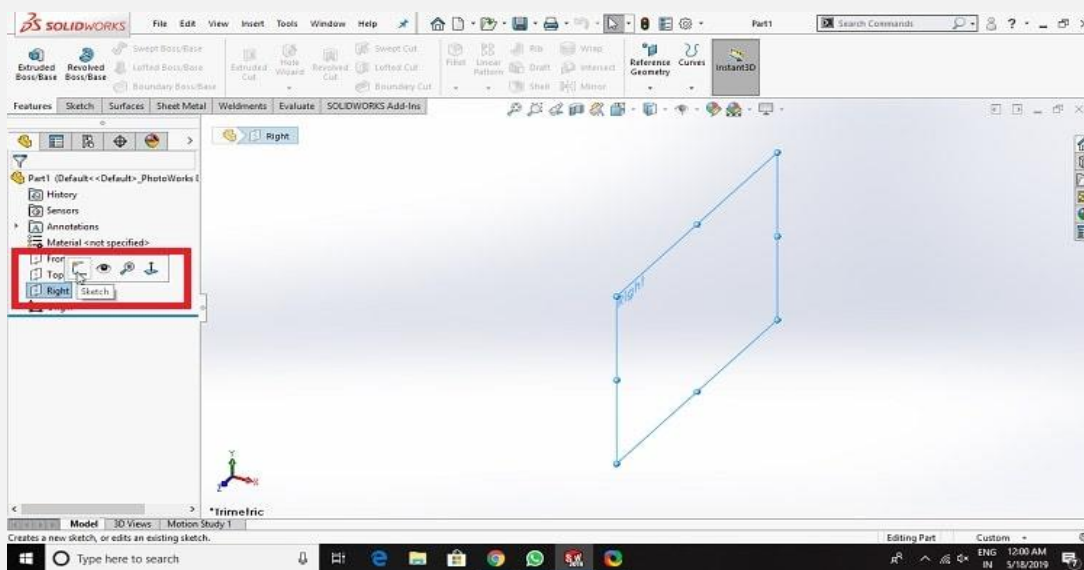 SOLIDWORKS File Edit View Insert Tools Window Help Part1 Search Commands ?
Extruded Boss/Base Revolved Boss/Base Swept Boss/Base Lofted Boss/Base Boundary Boss/Base Extruded Cut Hole Wizard Revolved Cut Swept Cut Lofted Cut Boundary Cut Fillet Linear Pattern Rib Draft Shell Wrap Intersect Mirror Reference Geometry Curves Instant3D
Features Sketch Surfaces Sheet Metal Weldments Evaluate SOLIDWORKS Add-Ins
Right
Part1 (Default<<Default>_PhotoWorks
History
Sensors
Annotations
Material <not specified>
Fron
Top
Right Sketch
Right
Y
X
Z
*Trimetric
Model 3D Views Motion Study 1
Creates a new sketch, or edits an existing sketch. Editing Part Custom
Type here to search ENG 12:00 AM
IN 5/18/2019